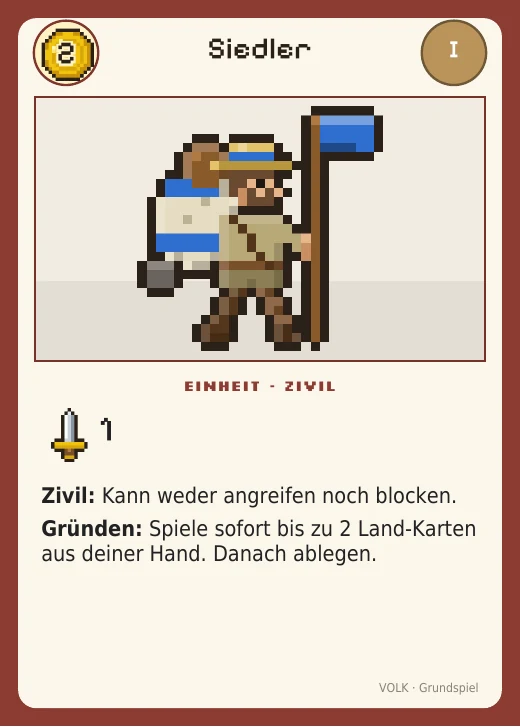 2 Siedler I
EINHEIT - ZIVIL
1
Zivil: Kann weder angreifen noch blocken.
Gründen: Spiele sofort bis zu 2 Land-Karten
aus deiner Hand. Danach ablegen.
VOLK · Grundspiel